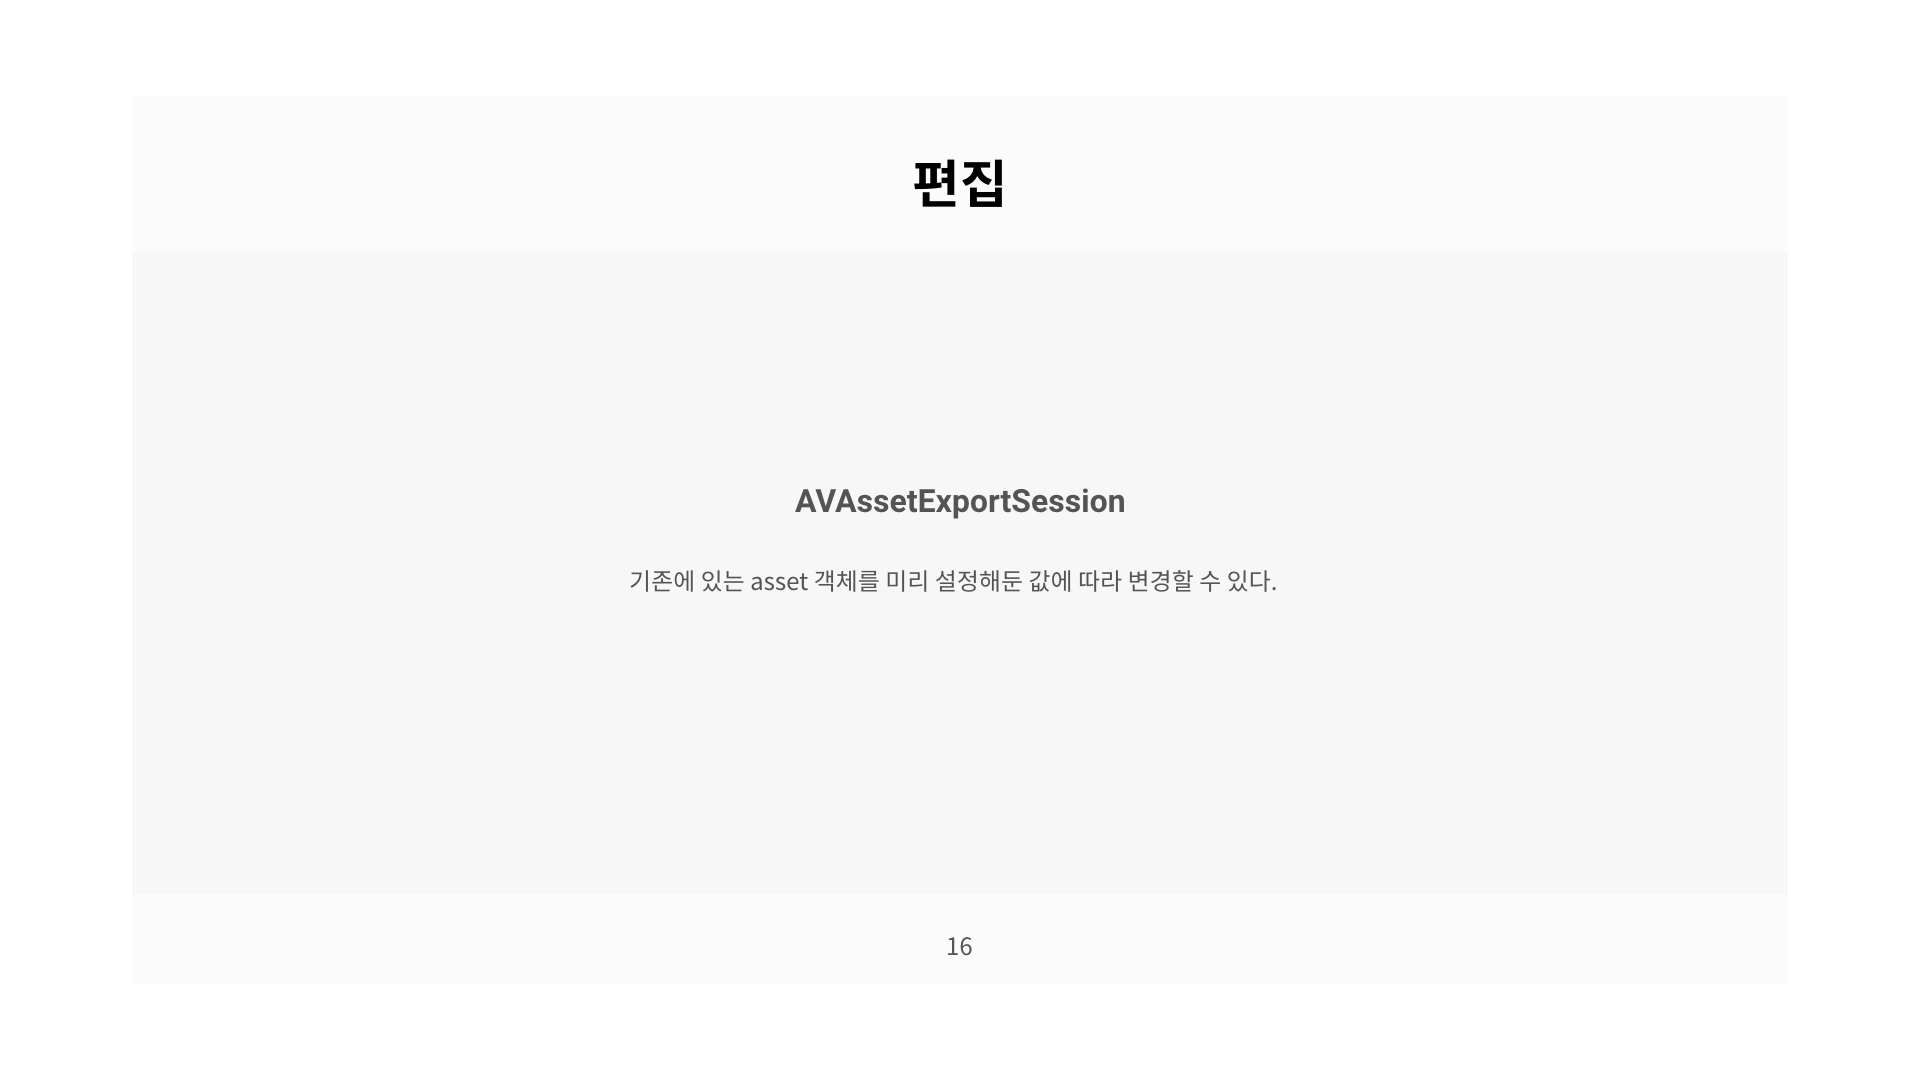 편집
AVAssetExportSession
기존에 있는 asset 객체를 미리 설정해둔 값에 따라 변경할 수 있다.
16